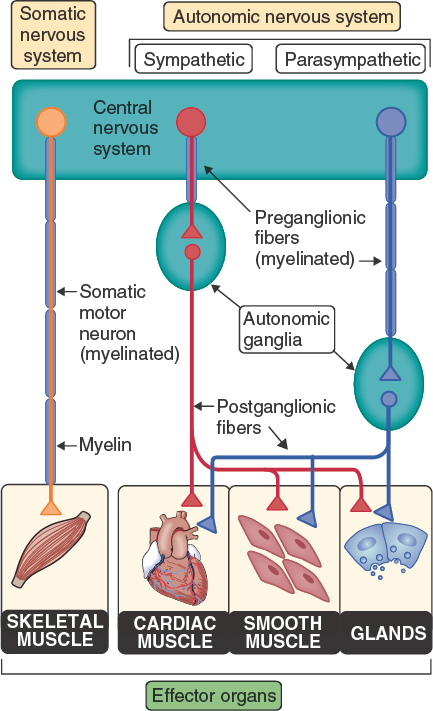 Somatic
nervous
system
Autonomic nervous system
Sympathetic
Parasympathetic
Central
nervous
system
Preganglionic
fibers
(myelinated)
Somatic
motor
neuron
(myelinated)
Autonomic
ganglia
Postganglionic
fibers
Myelin
SKELETAL
MUSCLE
CARDIAC
MUSCLE
SMOOTH
MUSCLE
GLANDS
Effector organs